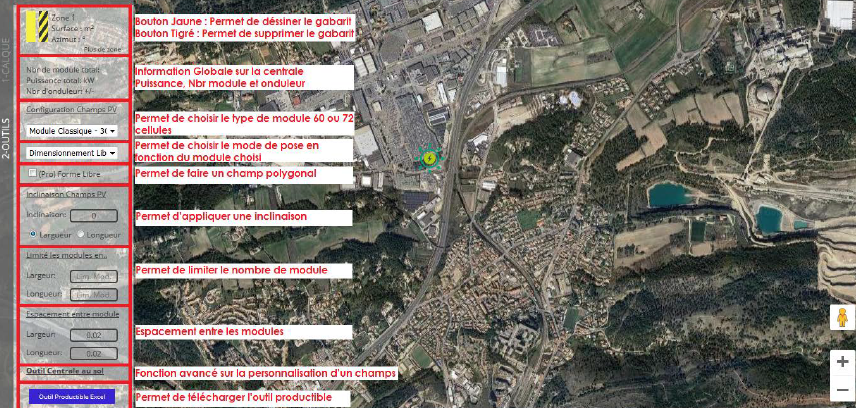 1-CALQUE
2-OUTILS
Zone 1
Surface : m²
Azimut : °
Plus de zone
Bouton Jaune : Permet de déssiner le gabarit
Bouton Tigré : Permet de supprimer le gabarit
Nbr de module total:
Puissance total: kW
Nbr d'onduleur: +/-
Information Globale sur la centrale
Puissance, Nbr module et onduleur
Configuration Champs PV
Module Classique - 3
Permet de choisir le type de module 60 ou 72
cellules
Dimensionnement Lib
Permet de choisir le mode de pose en
fonction du module choisi
(Pro) Forme Libre
Permet de faire un champ polygonal
Inclinaison Champs PV
Inclinaison: 0
Largueur Longueur
Permet d'appliquer une inclinaison
Limité les modules en..
Largeur: Lim. Mod.
Longueur: Lim. Mod.
Permet de limiter le nombre de module
Espacement entre module
Largeur: 0.02
Longueur: 0.02
Espacement entre les modules
Outil Centrale au sol
Fonction avancé sur la personnalisation d'un champs
Outil Productible Excel
Permet de télécharger l'outil productible